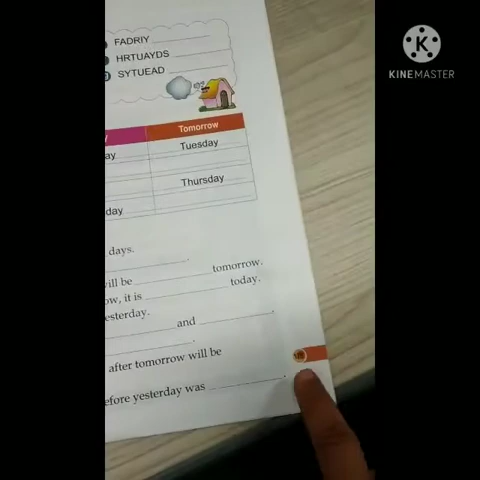 FADRIY
HRTUAYDS
SYTUEAD
KINEMASTER
Tomorrow
ay Tuesday
Thursday
day
days.
ill be tomorrow.
ow, it is today.
esterday.
and .
.
after tomorrow will be
.
efore yesterday was